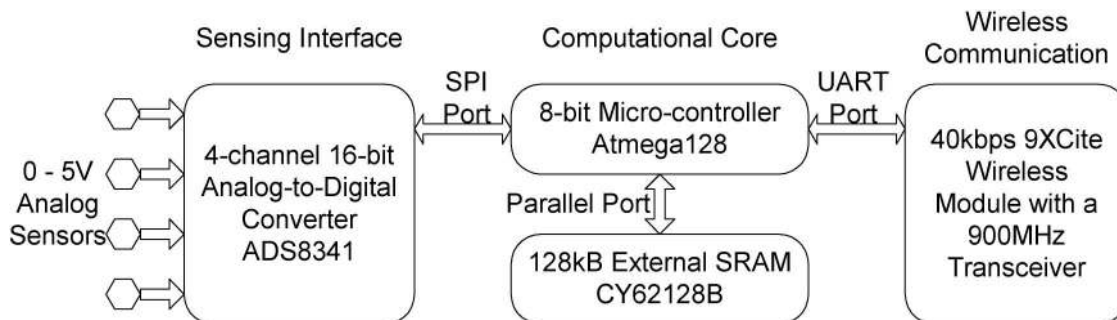 Sensing Interface
Computational Core
Wireless
Communication
0 - 5V
Analog
Sensors
4-channel 16-bit
Analog-to-Digital
Converter
ADS8341
SPI
Port
8-bit Micro-controller
Atmega128
Parallel Port
128kB External SRAM
CY62128B
UART
Port
40kbps 9XCite
Wireless
Module with a
900MHz
Transceiver